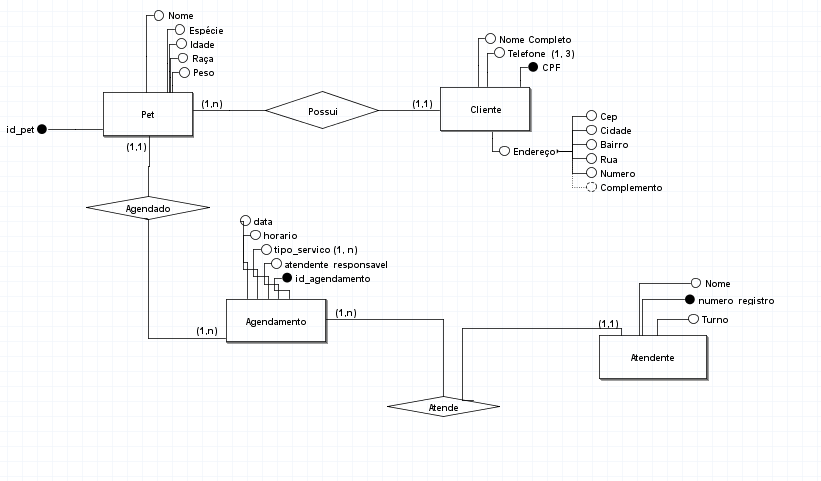 Nome
Espécie
Idade
Raça
Peso
Pet
id_pet
(1,n)
Possui
(1,1)
Nome Completo
Telefone (1, 3)
CPF
Cliente
Endereço
Cep
Cidade
Bairro
Rua
Numero
Complemento
(1,1)
Agendado
(1,n)
data
horario
tipo_servico (1, n)
atendente responsavel
id_agendamento
Agendamento
(1,n)
Atende
(1,1)
Nome
numero registro
Turno
Atendente